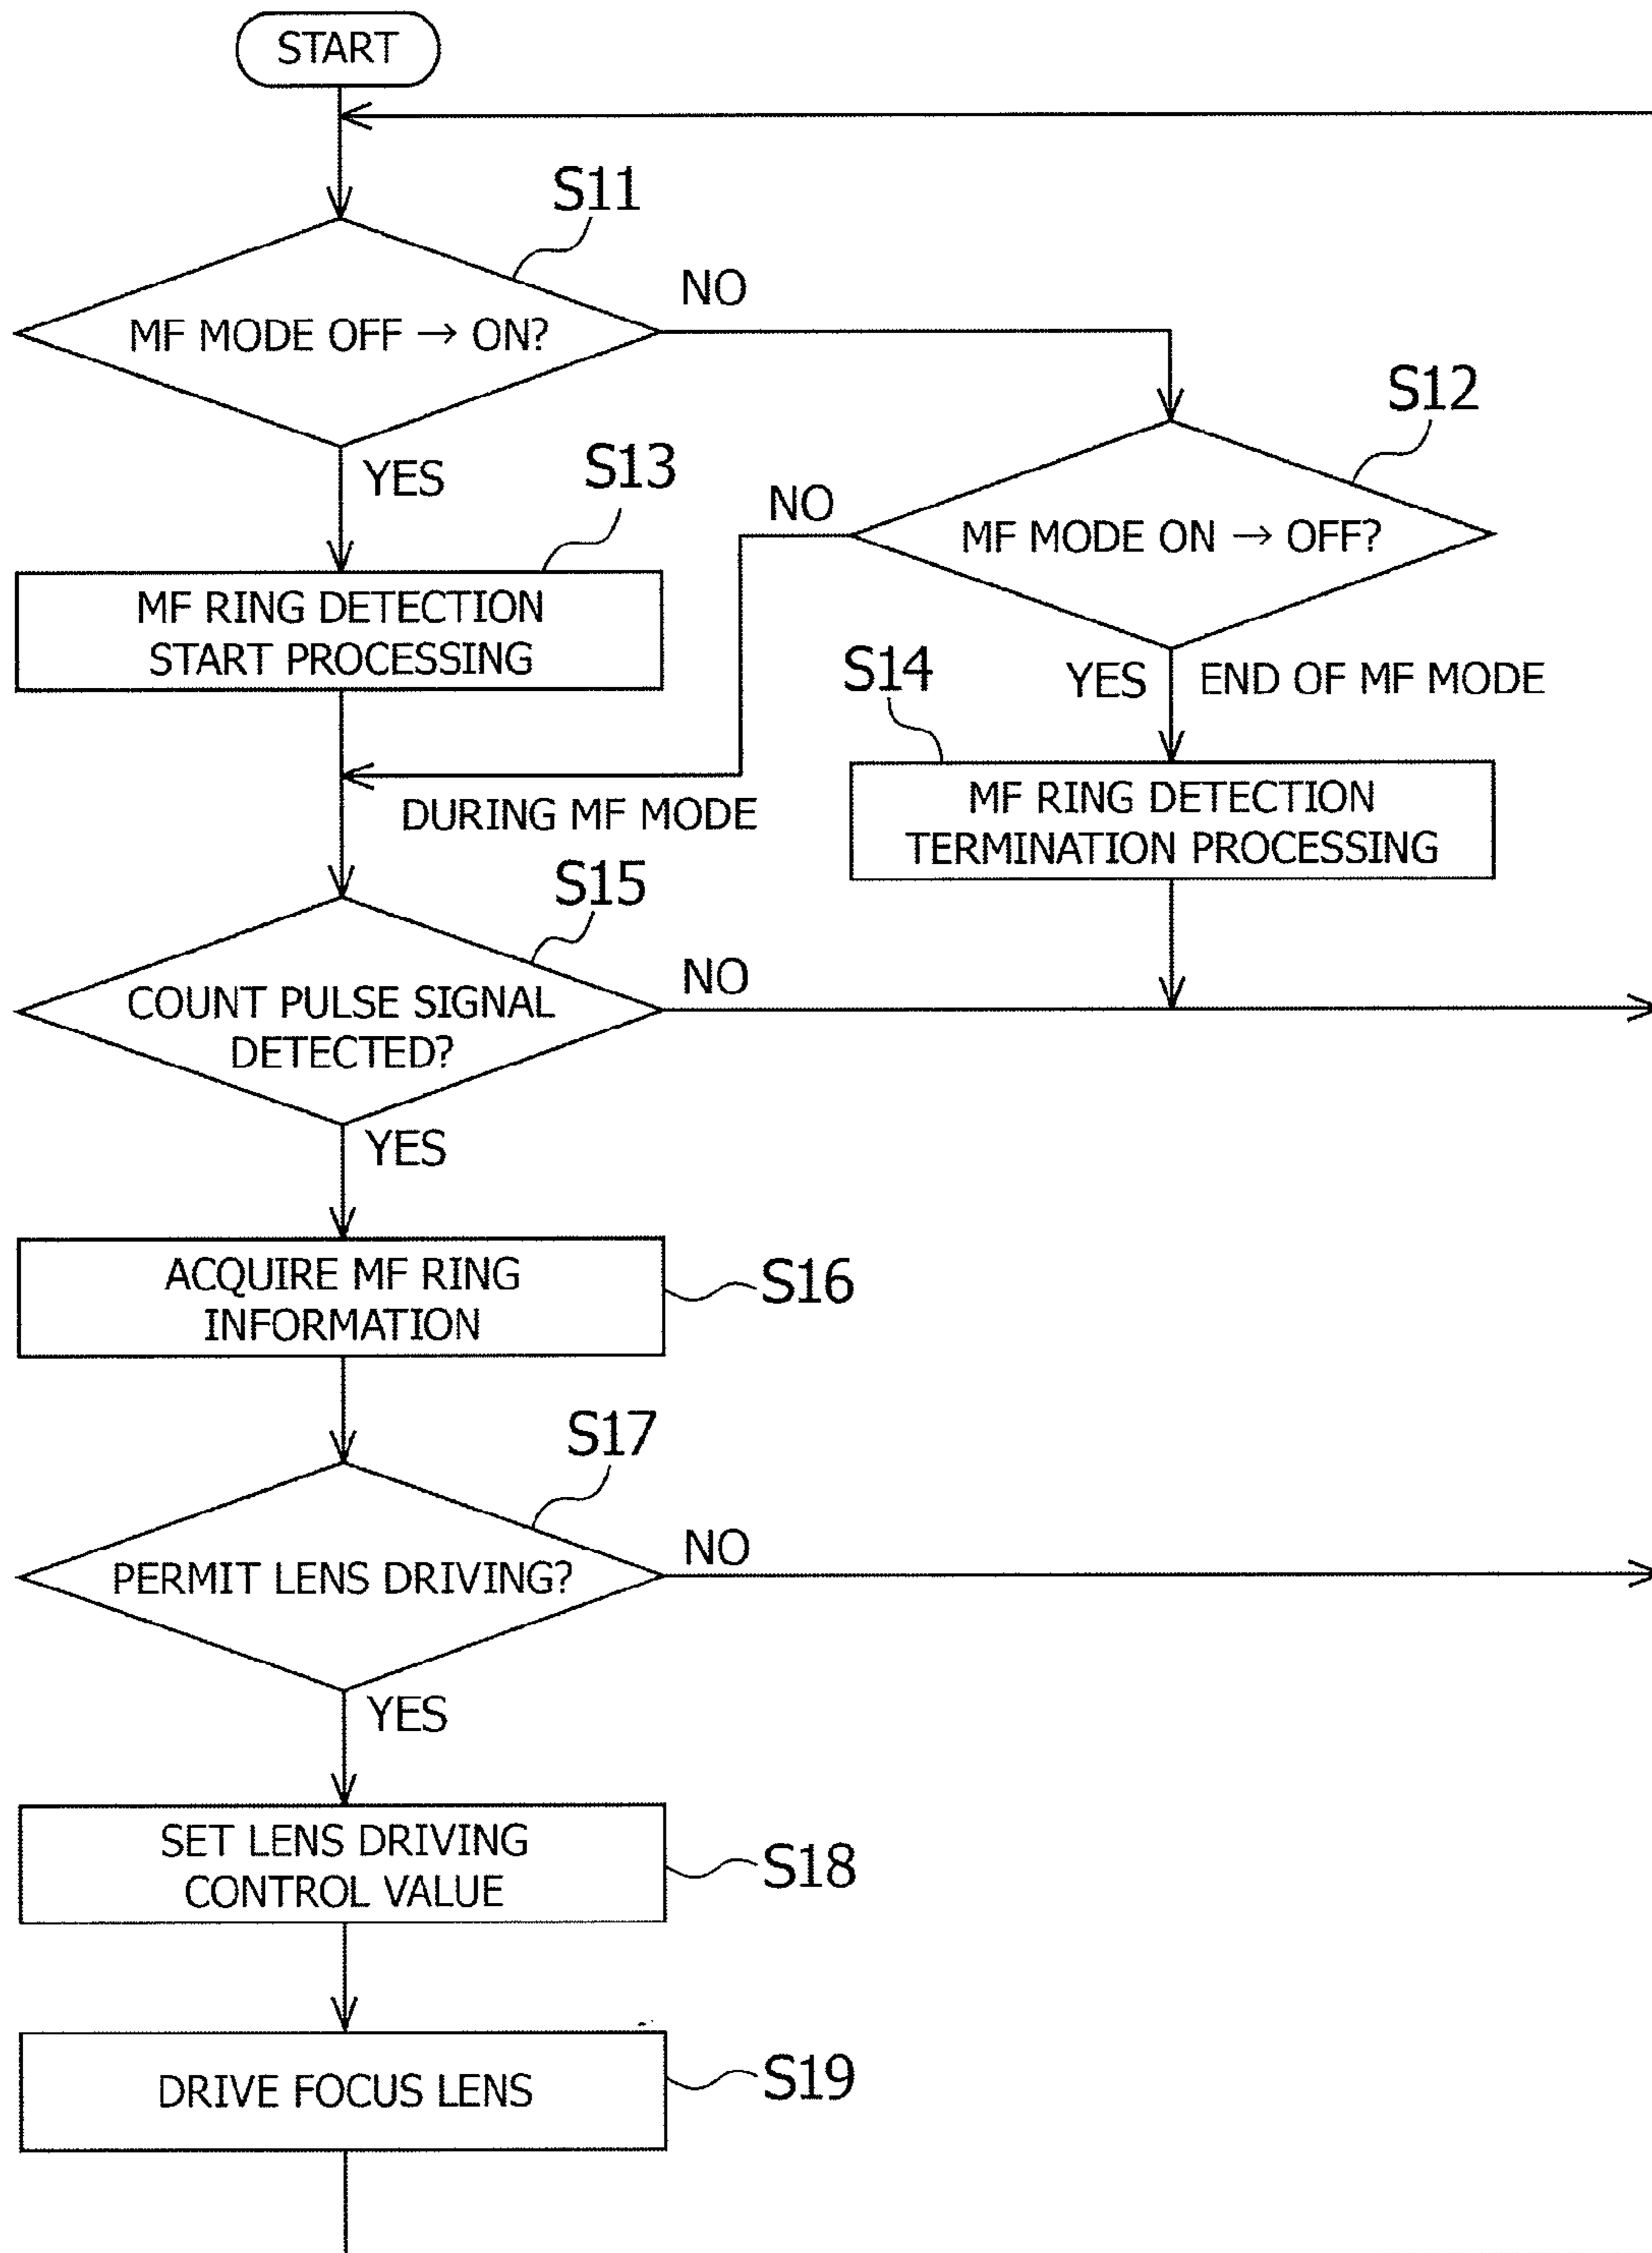 START
S11
MF MODE OFF → ON?
NO
S12
MF MODE ON → OFF?
NO
YES
S13
MF RING DETECTION
START PROCESSING
YES
END OF MF MODE
S14
MF RING DETECTION
TERMINATION PROCESSING
DURING MF MODE
S15
COUNT PULSE SIGNAL
DETECTED?
NO
YES
ACQUIRE MF RING
INFORMATION
S16
S17
PERMIT LENS DRIVING?
NO
YES
SET LENS DRIVING
CONTROL VALUE
S18
DRIVE FOCUS LENS
S19